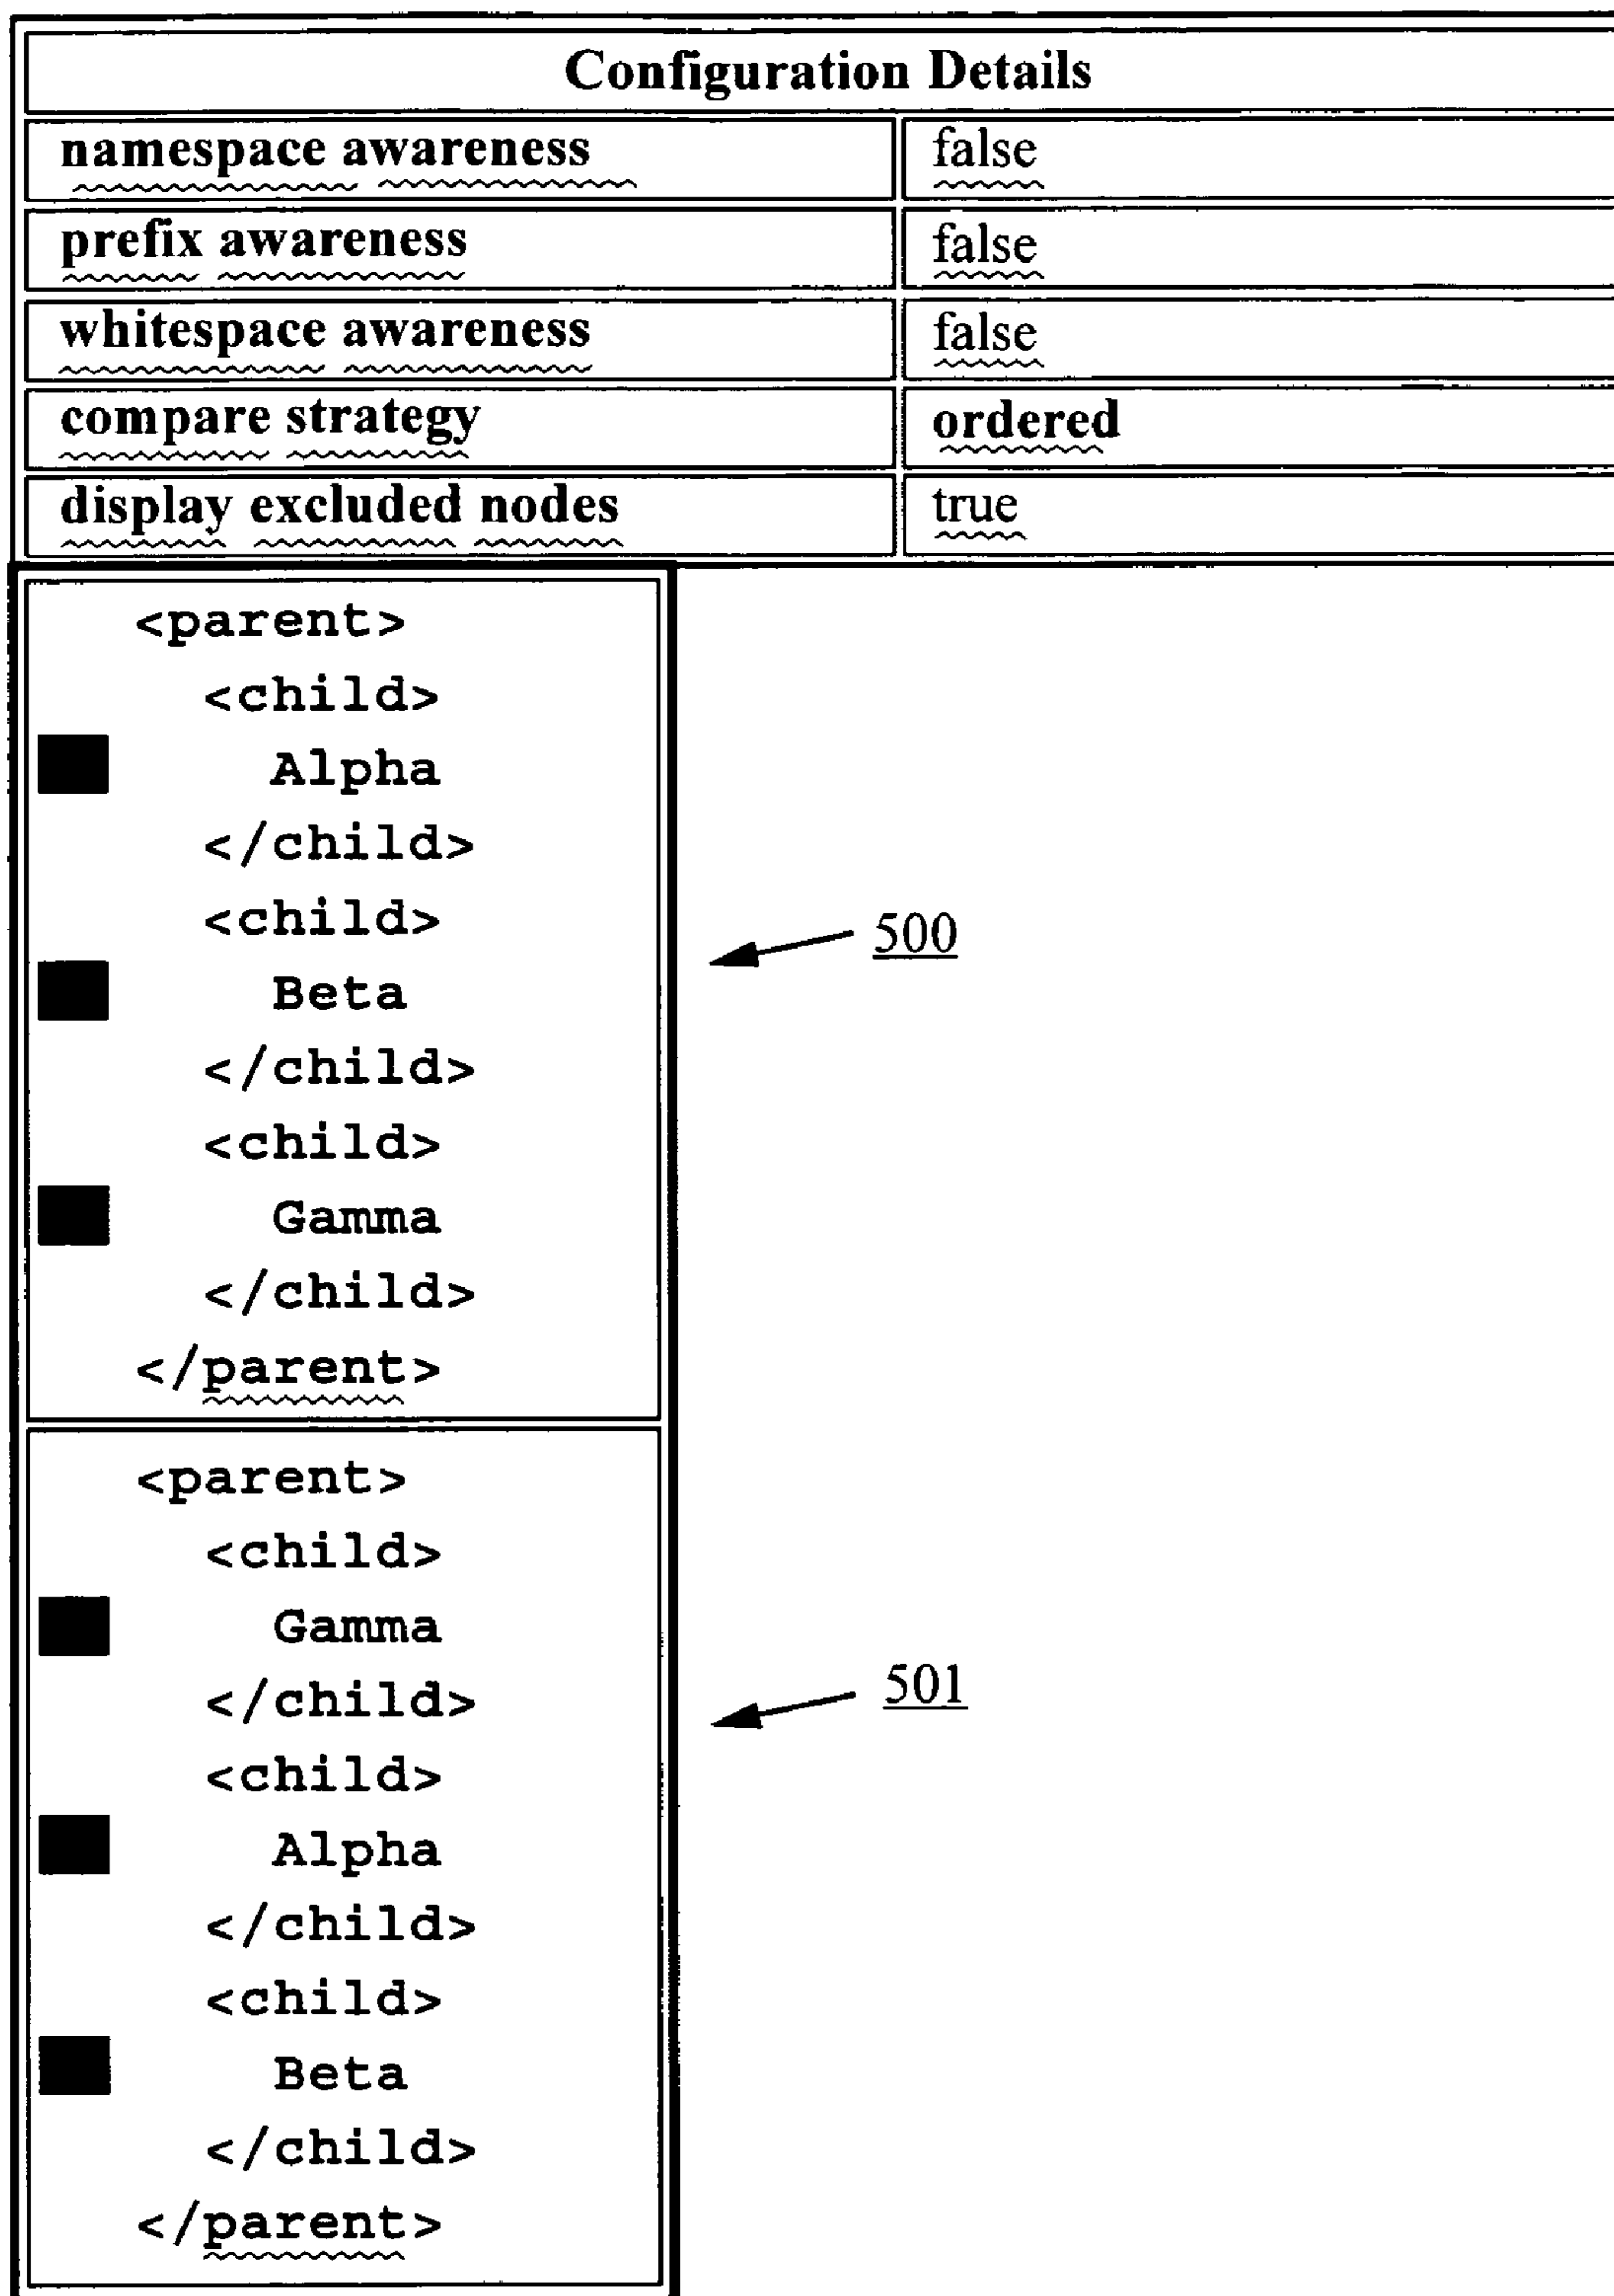 Configuration Details
namespace awareness false
prefix awareness false
whitespace awareness false
compare strategy ordered
display excluded nodes true
<parent>
<child>
Alpha
</child>
<child>
Beta
</child>
<child>
Gamma
</child>
</parent>
500
<parent>
<child>
Gamma
</child>
<child>
Alpha
</child>
<child>
Beta
</child>
</parent>
501